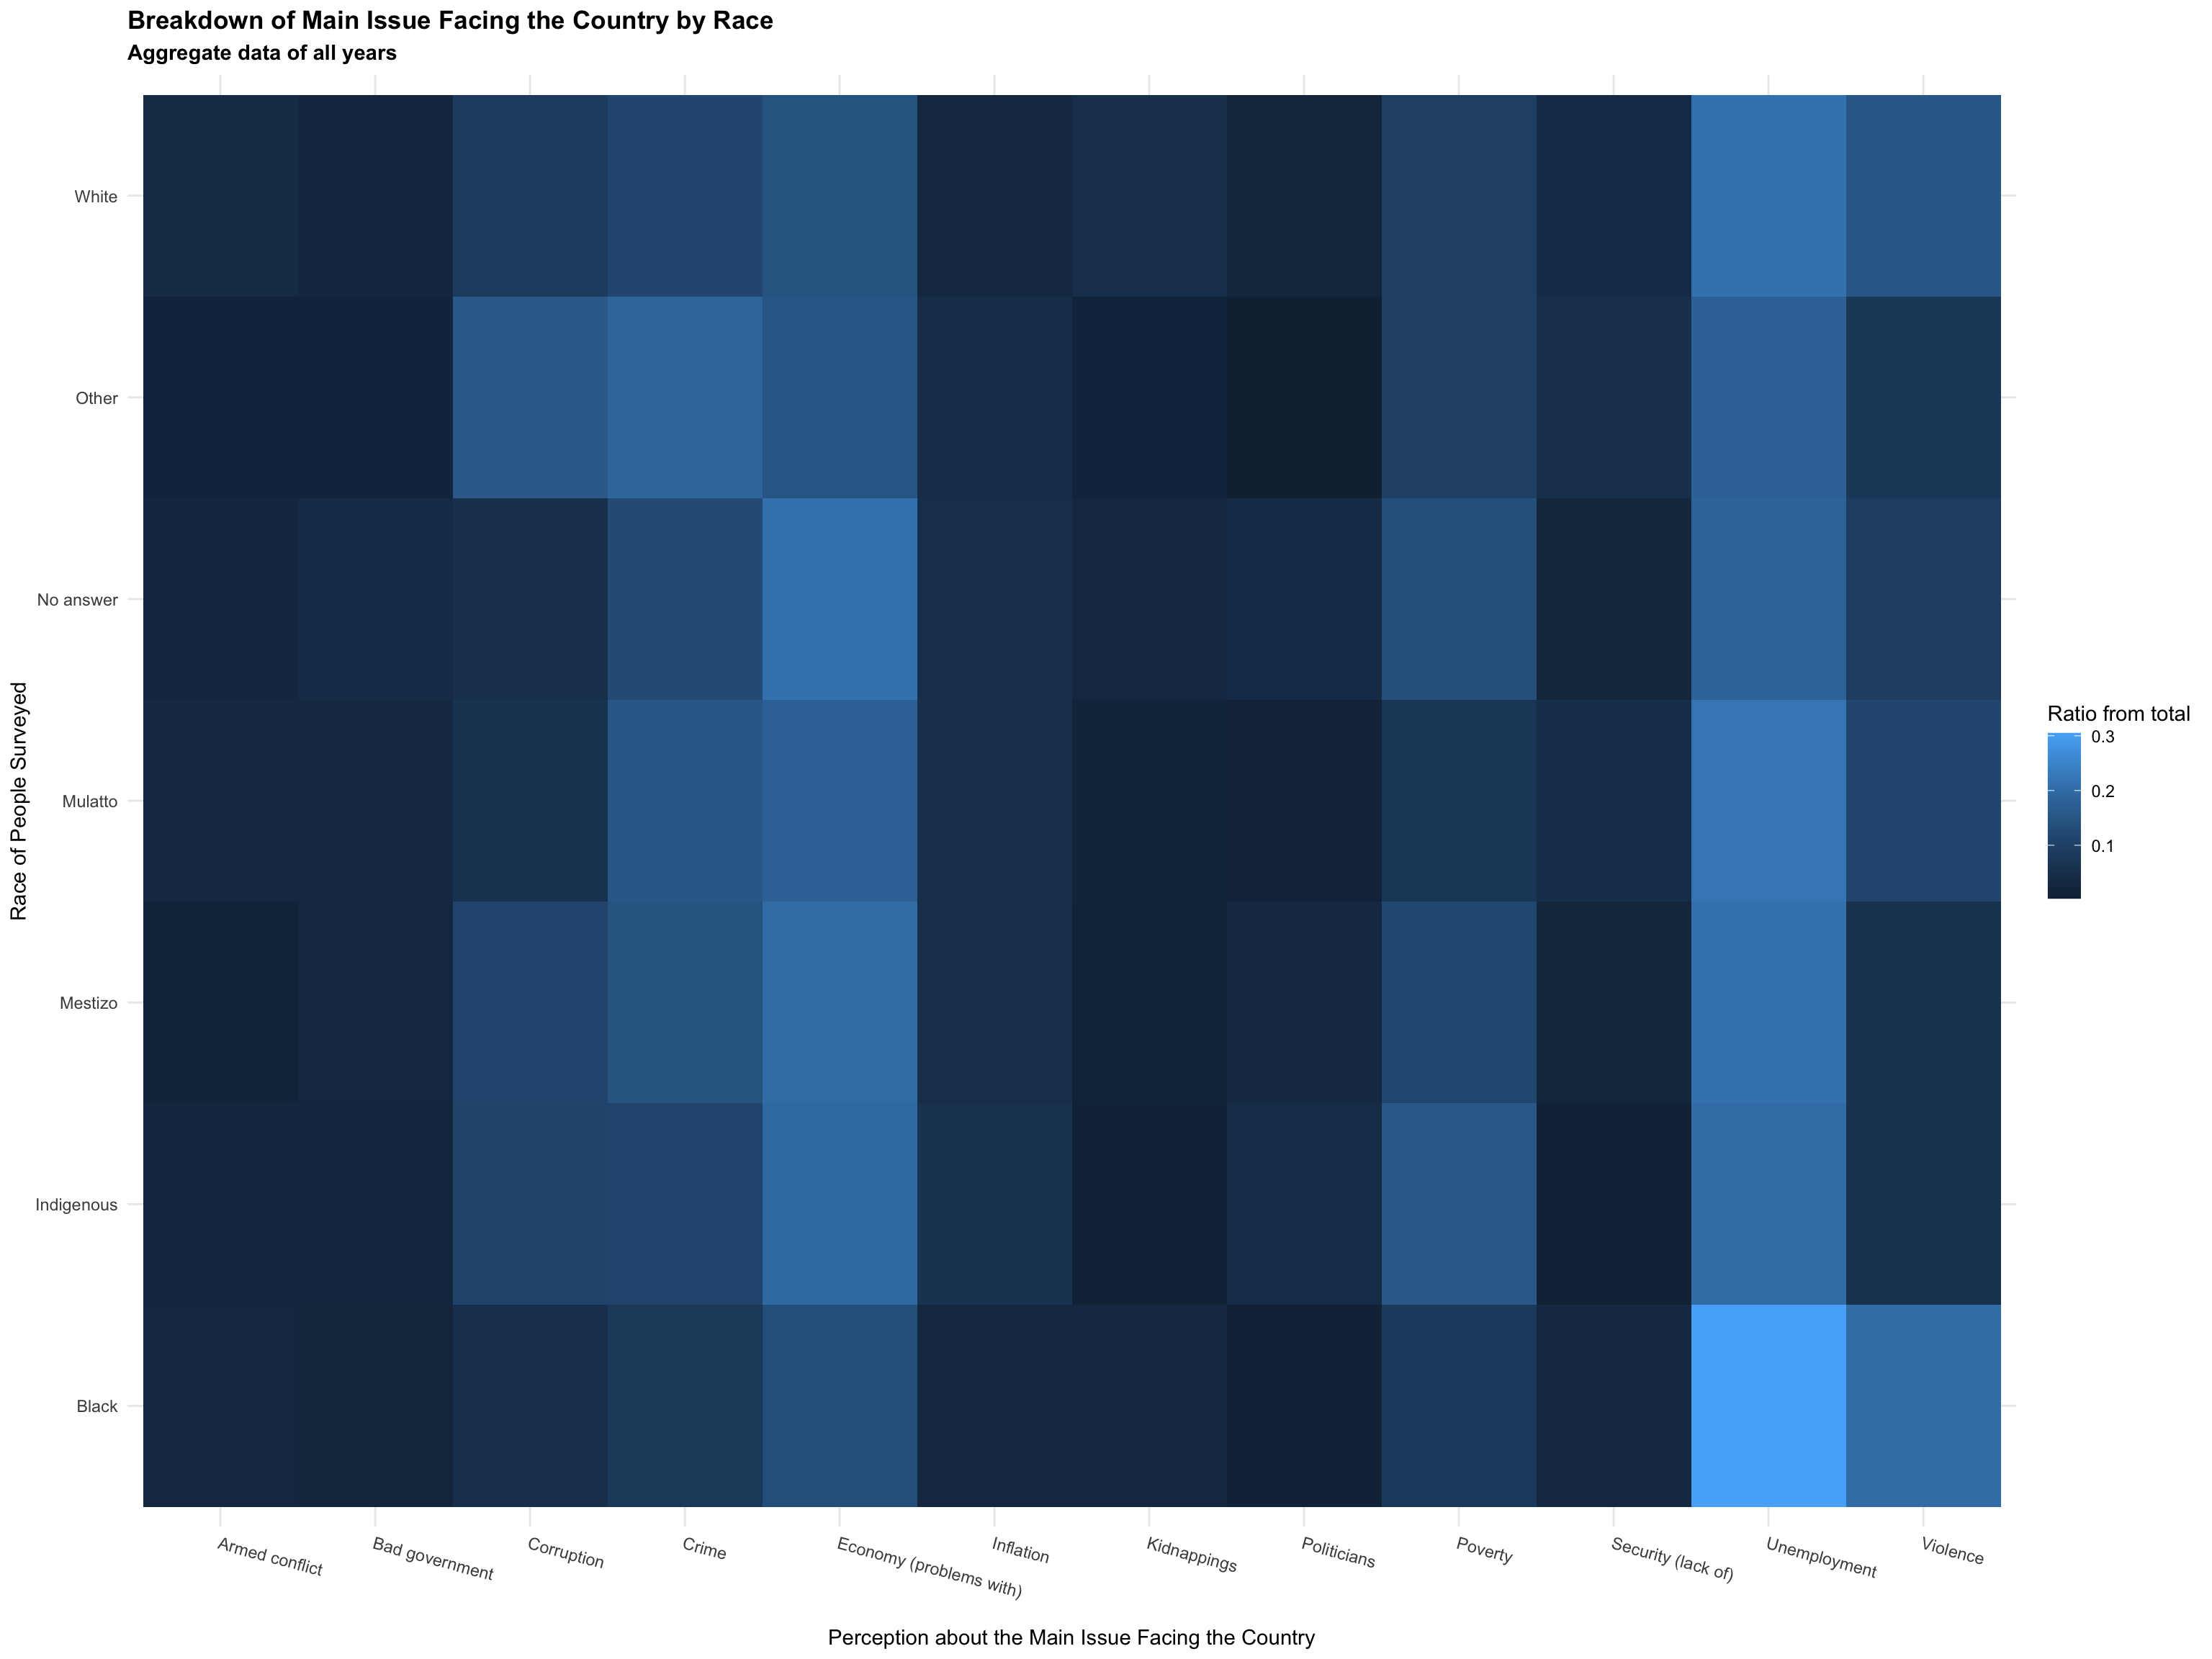 Breakdown of Main Issue Facing the Country by Race
Aggregate data of all years
Race of People Surveyed
White
Other
No answer
Mulatto
Mestizo
Indigenous
Black
Armed conflict
Bad government
Corruption
Crime
Economy (problems with)
Inflation
Kidnappings
Politicians
Poverty
Security (lack of)
Unemployment
Violence
Perception about the Main Issue Facing the Country
Ratio from total
0.3
0.2
0.1